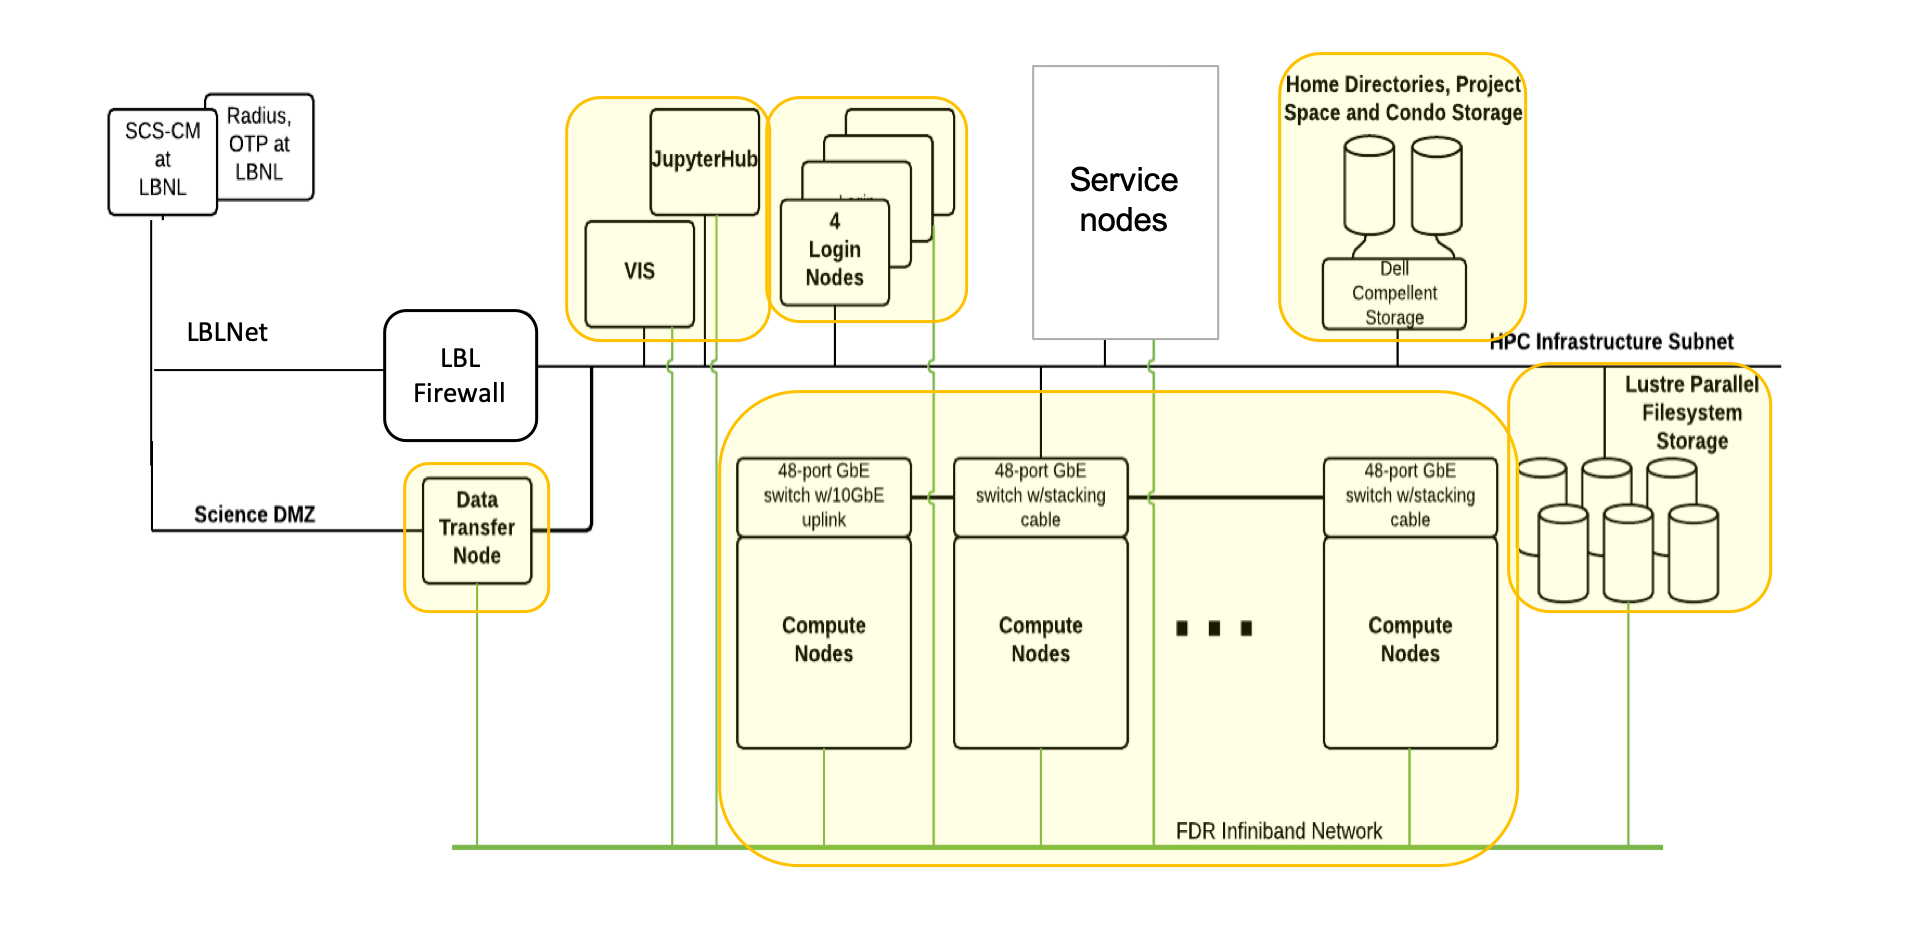 SCS-CM
at
LBNL
Radius,
OTP at
LBNL
JupyterHub
VIS
4
Login
Nodes
Service
nodes
Home Directories, Project
Space and Condo Storage
Dell
Compellent
Storage
LBLNet
LBL
Firewall
HPC Infrastructure Subnet
Lustre Parallel
Filesystem
Storage
Science DMZ
Data
Transfer
Node
48-port GbE
switch w/10GbE
uplink
48-port GbE
switch w/stacking
cable
48-port GbE
switch w/stacking
cable
Compute
Nodes
Compute
Nodes
Compute
Nodes
FDR Infiniband Network